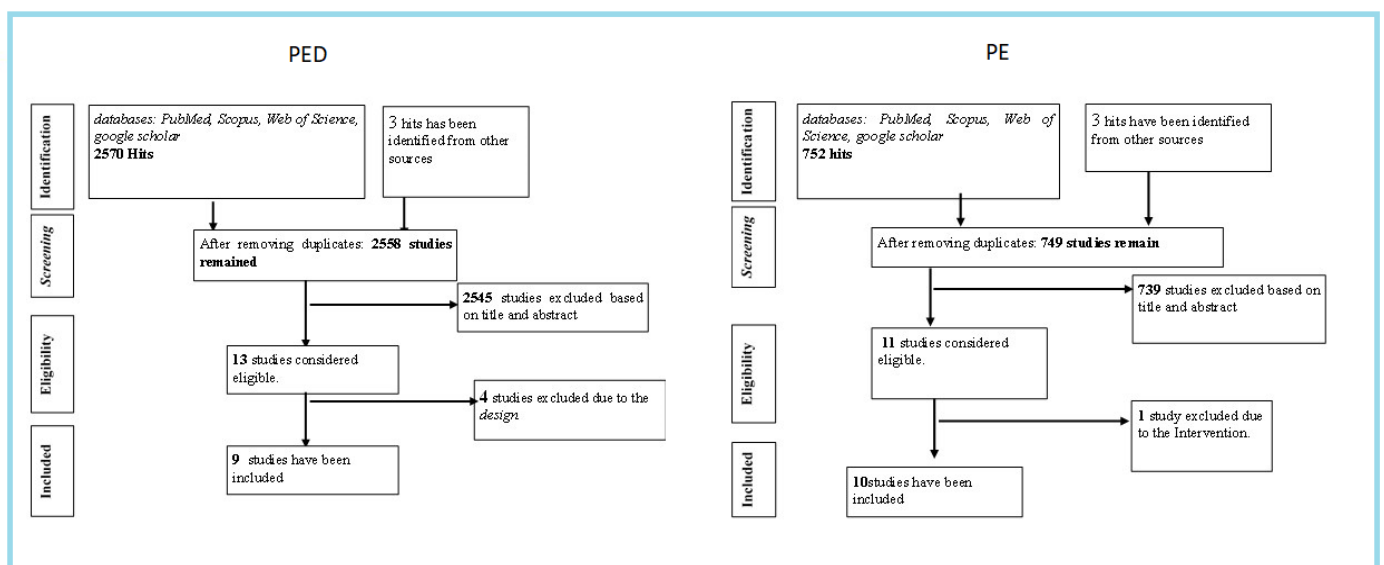 PED
Identification
databases: PubMed, Scopus, Web of Science,
google scholar
2570 Hits
3 hits has been
identified from other
sources
Screening
After removing duplicates: 2558 studies
remained
2545 studies excluded based
on title and abstract
Eligibility
13 studies considered
eligible.
4 studies excluded due to the
design
Included
9 studies have been
included
PE
Identification
databases: PubMed, Scopus, Web of
Science, google scholar
752 hits
3 hits have been identified
from other sources
Screening
After removing duplicates: 749 studies remain
739 studies excluded based on
title and abstract
Eligibility
11 studies considered
eligible.
1 study excluded due
to the Intervention.
Included
10studies have been
included